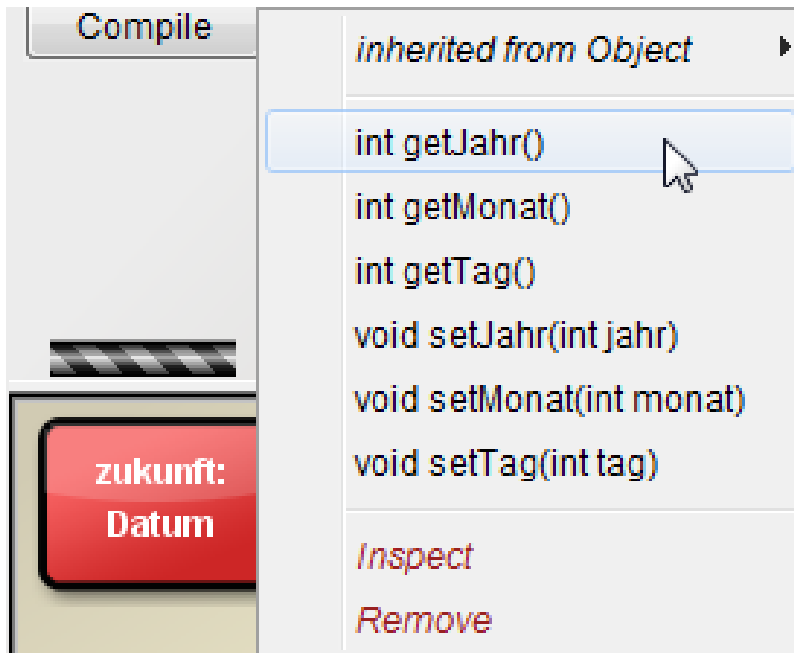 Compile
inherited from Object
int getJahr()
int getMonat()
int getTag()
void setJahr(int jahr)
void setMonat(int monat)
void setTag(int tag)
Inspect
Remove
zukunft:
Datum